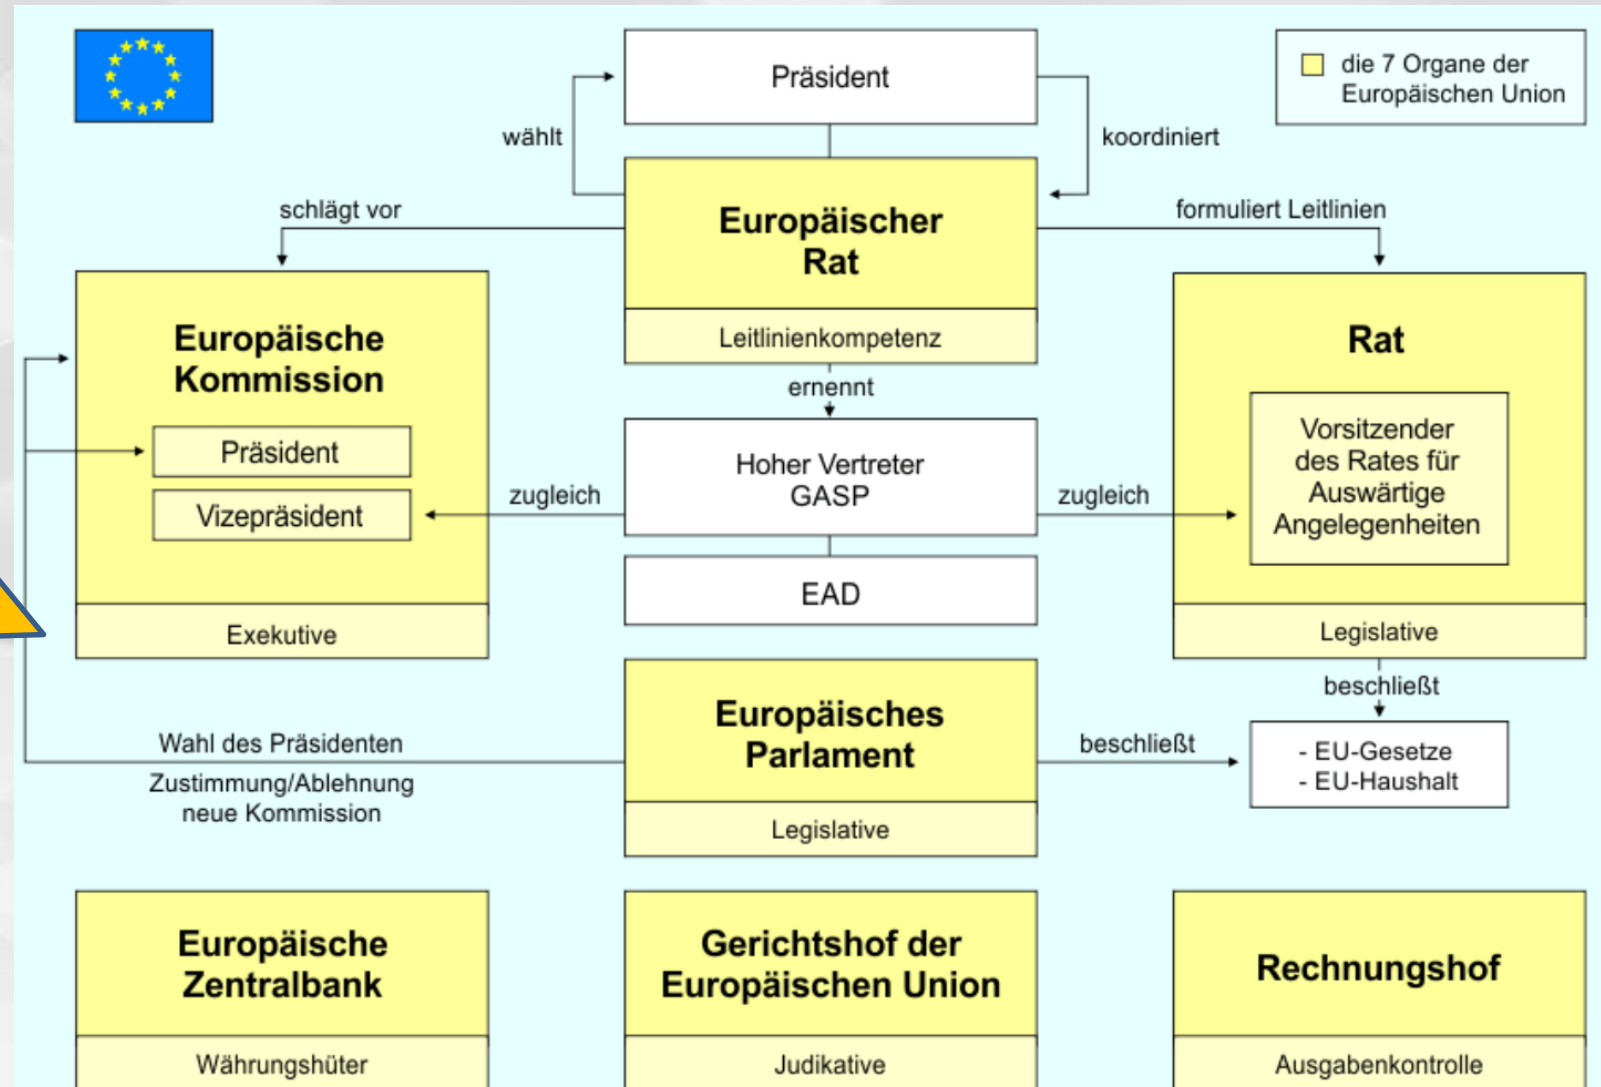 Präsident
die 7 Organe der
Europäischen Union
wählt
koordiniert
schlägt vor
Europäischer
Rat
formuliert Leitlinien
Leitlinienkompetenz
ernennt
Europäische
Kommission
Präsident
Vizepräsident
Exekutive
zugleich
Hoher Vertreter
GASP
zugleich
EAD
Rat
Vorsitzender
des Rates für
Auswärtige
Angelegenheiten
Legislative
beschließt
Wahl des Präsidenten
Zustimmung/Ablehnung
neue Kommission
Europäisches
Parlament
Legislative
beschließt
- EU-Gesetze
- EU-Haushalt
Europäische
Zentralbank
Währungshüter
Gerichtshof der
Europäischen Union
Judikative
Rechnungshof
Ausgabenkontrolle